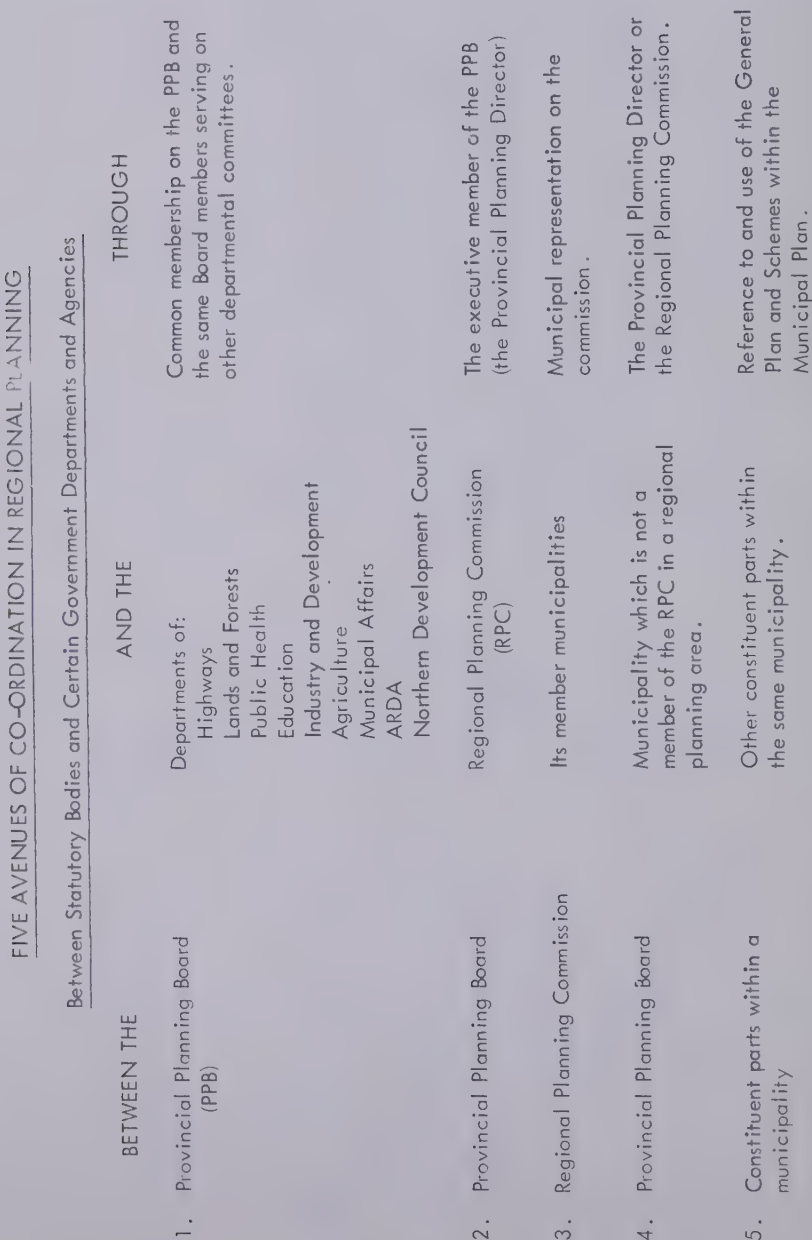 FIVE AVENUES OF CO-ORDINATION IN REGIONAL PLANNING
Between Statutory Bodies and Certain Government Departments and Agencies
BETWEEN THE
AND THE
THROUGH
1. Provincial Planning Board
(PPB)
Departments of:
Highways
Lands and Forests
Public Health
Education
Industry and Development
Agriculture
Municipal Affairs
ARDA
Northern Development Council
Common membership on the PPB and
the same Board members serving on
other departmental committees.
2. Provincial Planning Board
Regional Planning Commission
(RPC)
The executive member of the PPB
(the Provincial Planning Director)
3. Regional Planning Commission
Its member municipalities
Municipal representation on the
commission.
4. Provincial Planning Board
Municipality which is not a
member of the RPC in a regional
planning area.
The Provincial Planning Director or
the Regional Planning Commission.
5. Constituent parts within a
municipality
Other constituent parts within
the same municipality.
Reference to and use of the General
Plan and Schemes within the
Municipal Plan.